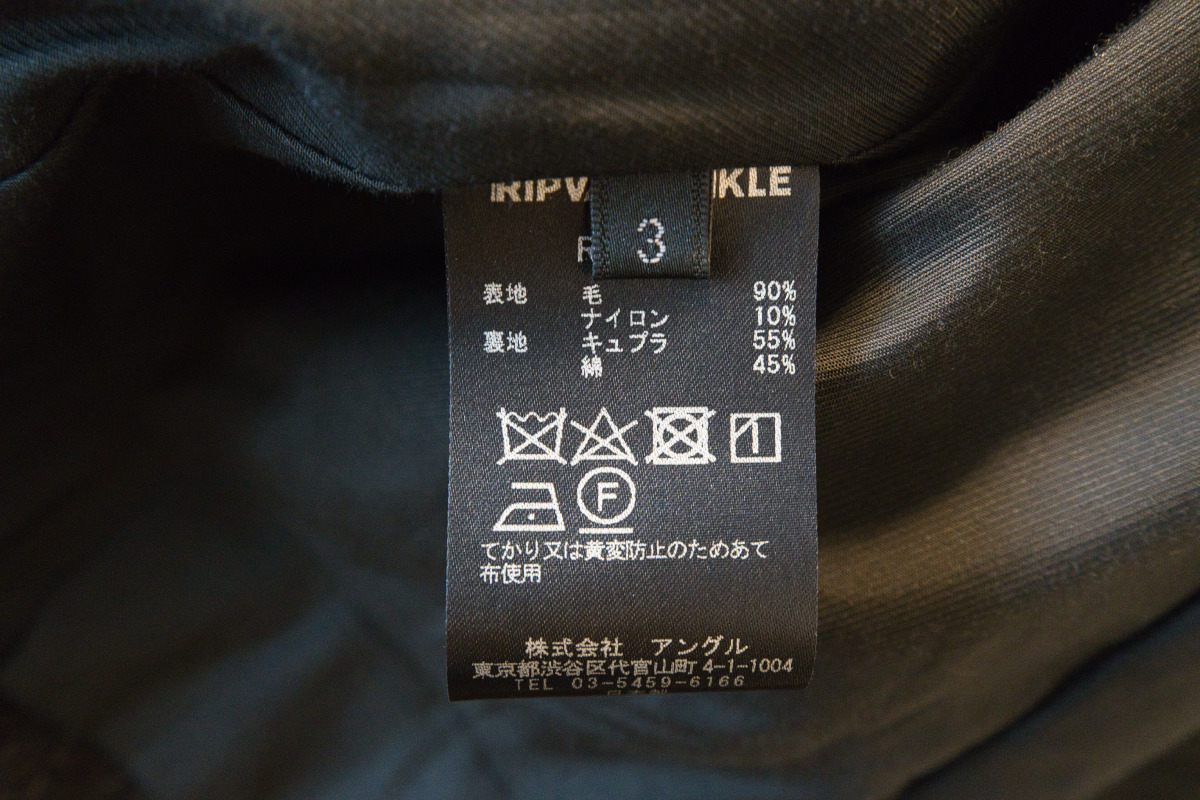 3
表地 毛 90%
ナイロン 10%
裏地 キュプラ 55%
綿 45%
F
てかり又は黄変防止のためあて
布使用
株式会社 アングル
東京都渋谷区代官山町 4-1-1004
TEL 03-5459-6166